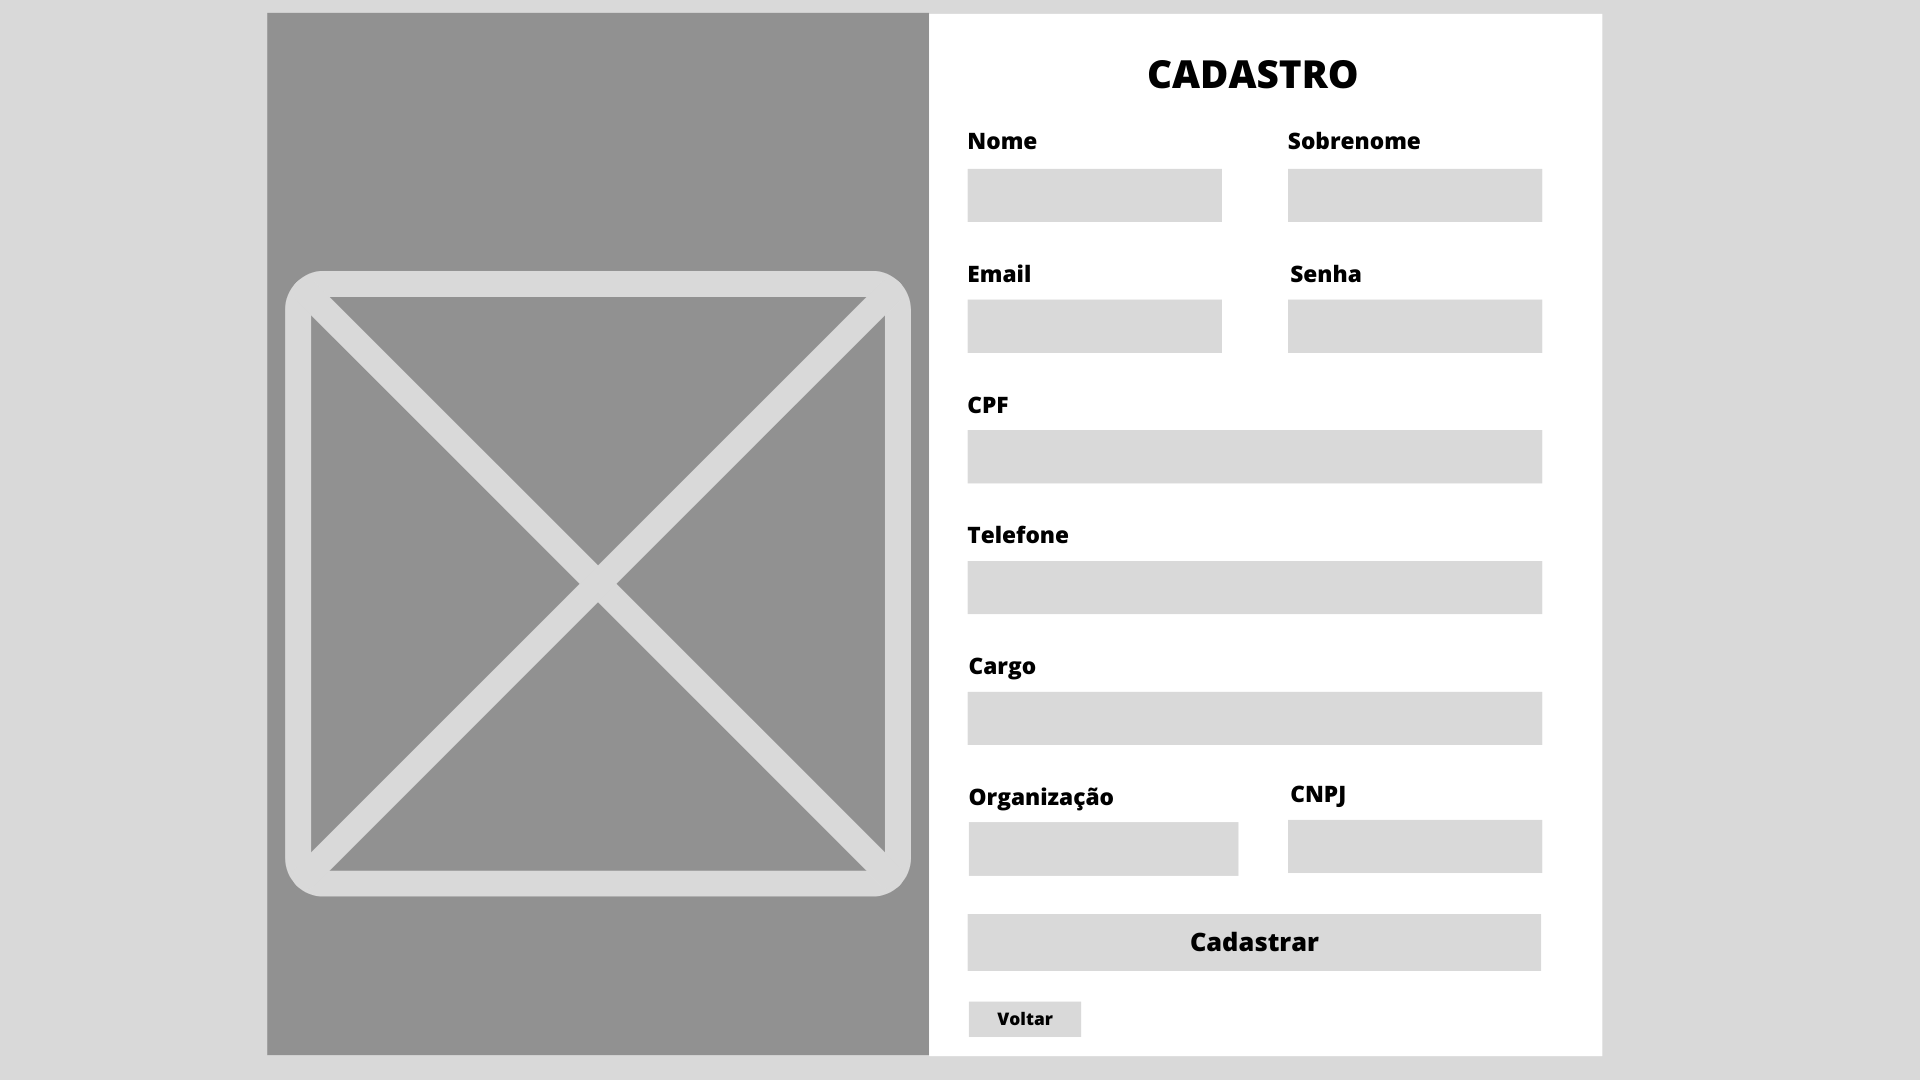 CADASTRO
Nome
Sobrenome
Email
Senha
CPF
Telefone
Cargo
Organização
CNPJ
Cadastrar
Voltar